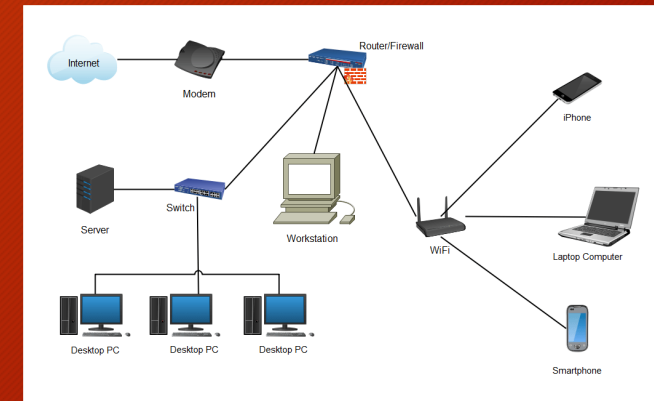 Router/Firewall
Internet
Modem
iPhone
Switch
Server
Workstation
WiFi
Laptop Computer
Desktop PC
Desktop PC
Desktop PC
Smartphone